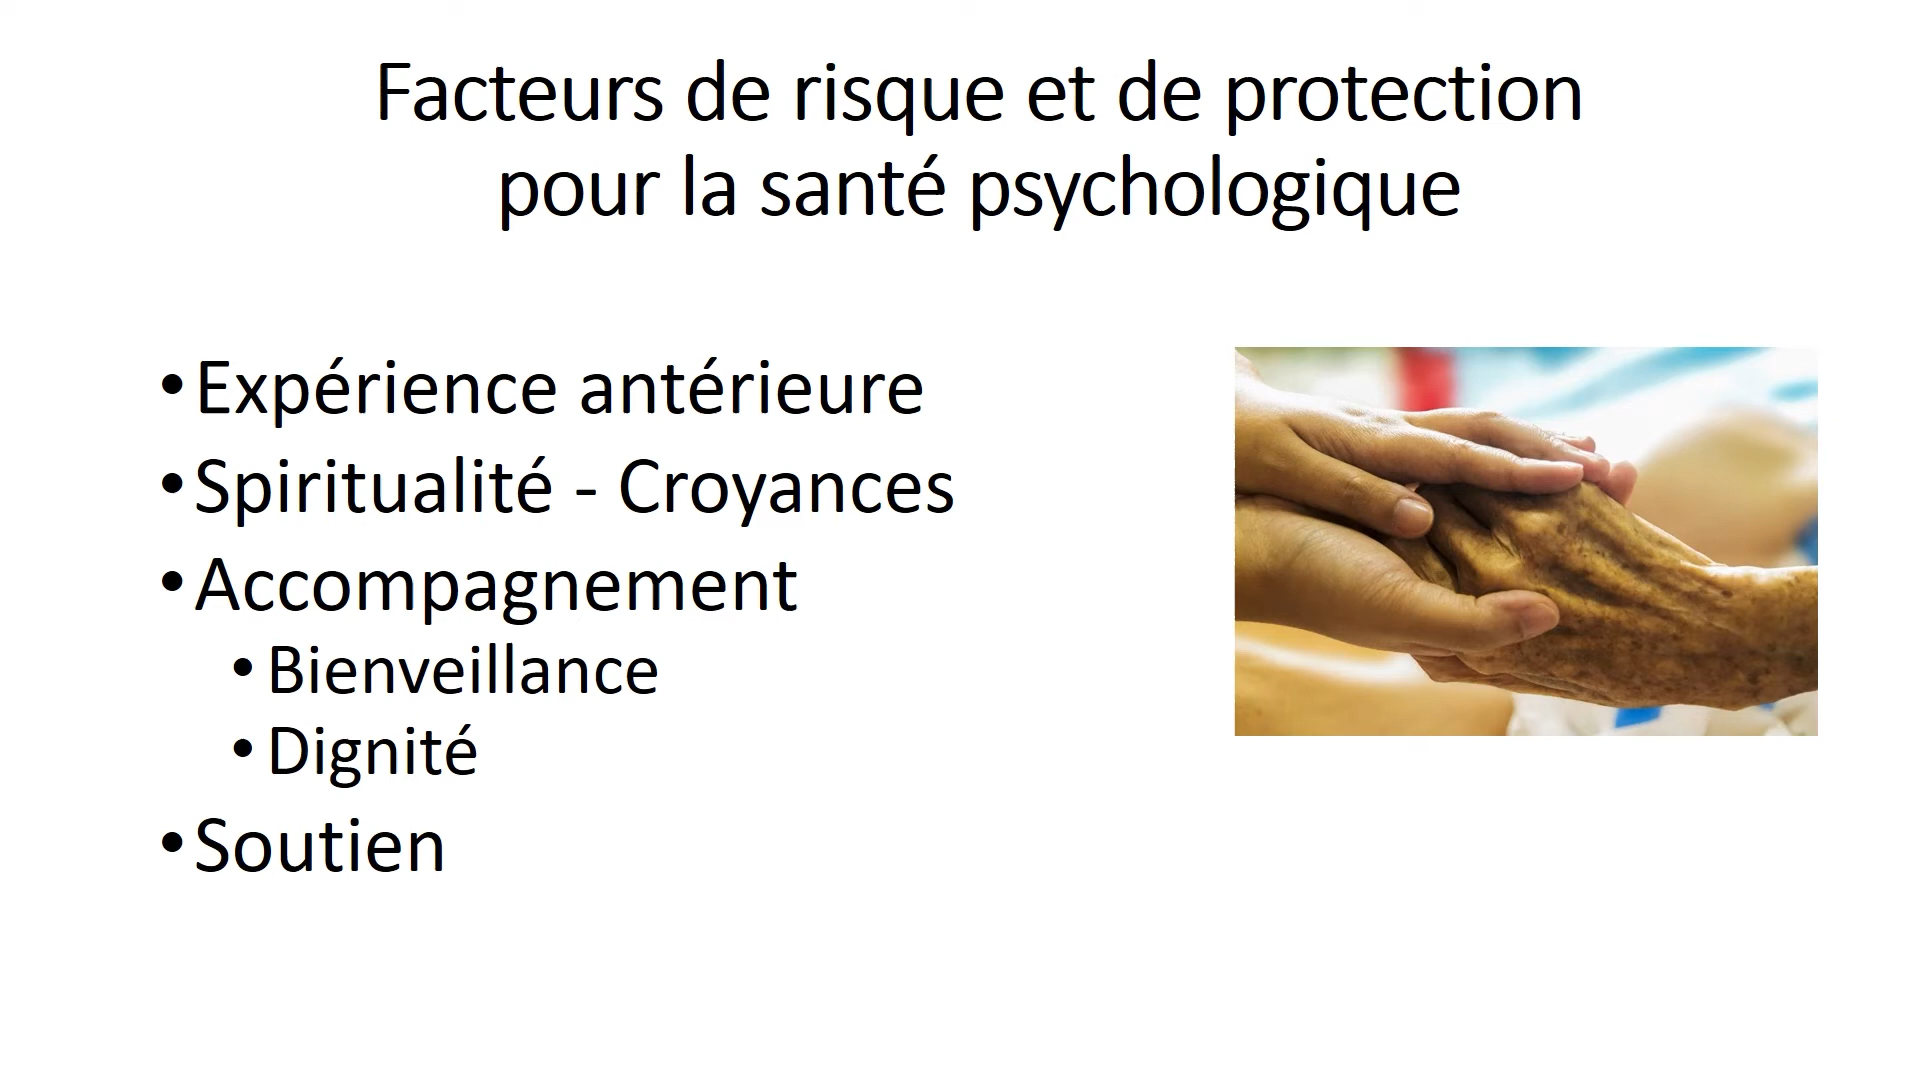 Facteurs de risque et de protection
pour la santé psychologique
•Expérience antérieure
•Spiritualité - Croyances
•Accompagnement
•Bienveillance
•Dignité
•Soutien